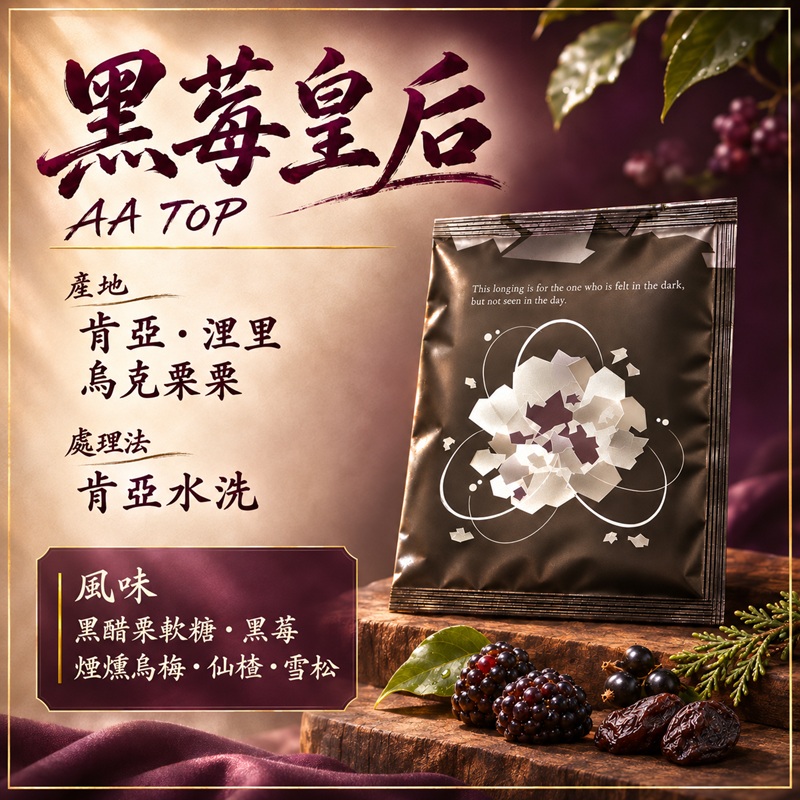 黑莓皇后
AA TOP
產地
肯亞·涅里
烏克栗栗
處理法
肯亞水洗
風味
黑醋栗軟糖·黑莓
煙燻烏梅·仙楂·雪松
This longing is for the one who is felt in the dark,
but not seen in the day.